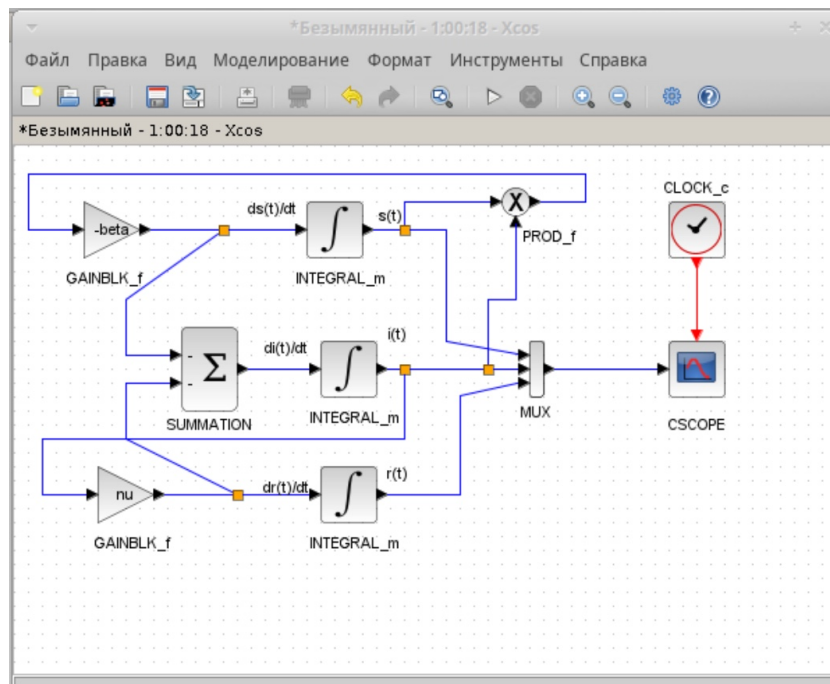 *Безымянный - 1:00:18 - Xcos
Файл Правка Вид Моделирование Формат Инструменты Справка
*Безымянный - 1:00:18 - Xcos
-beta
GAINBLK_f
ds(t)/dt
∫
INTEGRAL_m
s(t)
X
PROD_f
CLOCK_c
-
-
Σ
SUMMATION
di(t)/dt
∫
INTEGRAL_m
i(t)
MUX
CSCOPE
nu
GAINBLK_f
dr(t)/dt
∫
INTEGRAL_m
r(t)